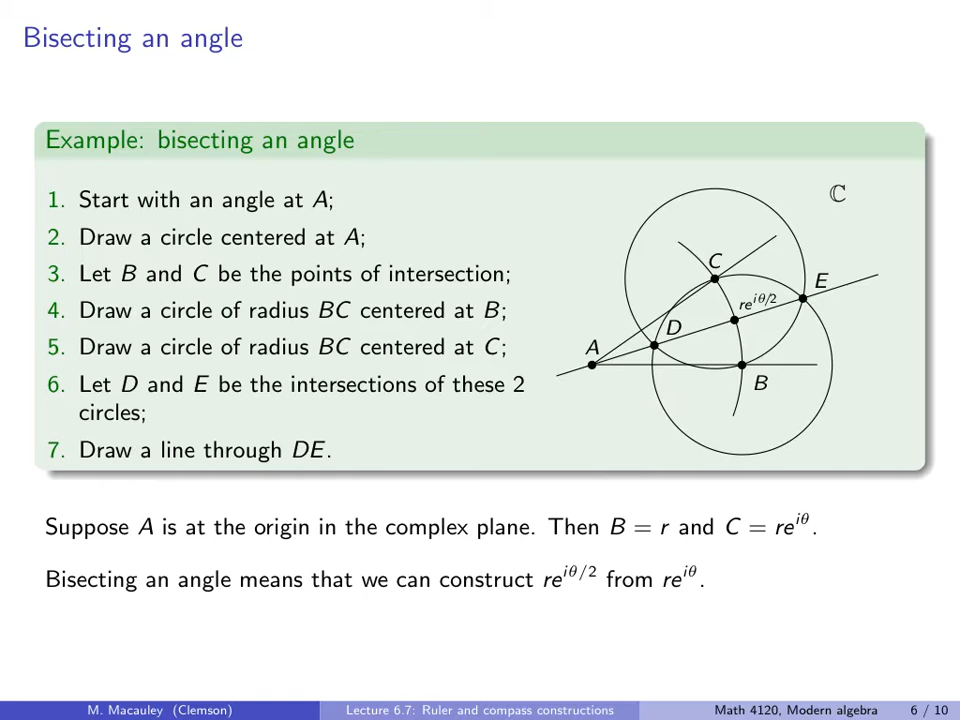 Bisecting an angle
Example: bisecting an angle
1. Start with an angle at A;
2. Draw a circle centered at A;
3. Let B and C be the points of intersection;
4. Draw a circle of radius BC centered at B;
5. Draw a circle of radius BC centered at C;
6. Let D and E be the intersections of these 2
circles;
7. Draw a line through DE.
ℂ
C
E
re^{iθ/2}
D
A
B
Suppose A is at the origin in the complex plane. Then B = r and C = re^{iθ}.
Bisecting an angle means that we can construct re^{iθ/2} from re^{iθ}.
M. Macauley (Clemson)
Lecture 6.7: Ruler and compass constructions
Math 4120, Modern algebra
6 / 10